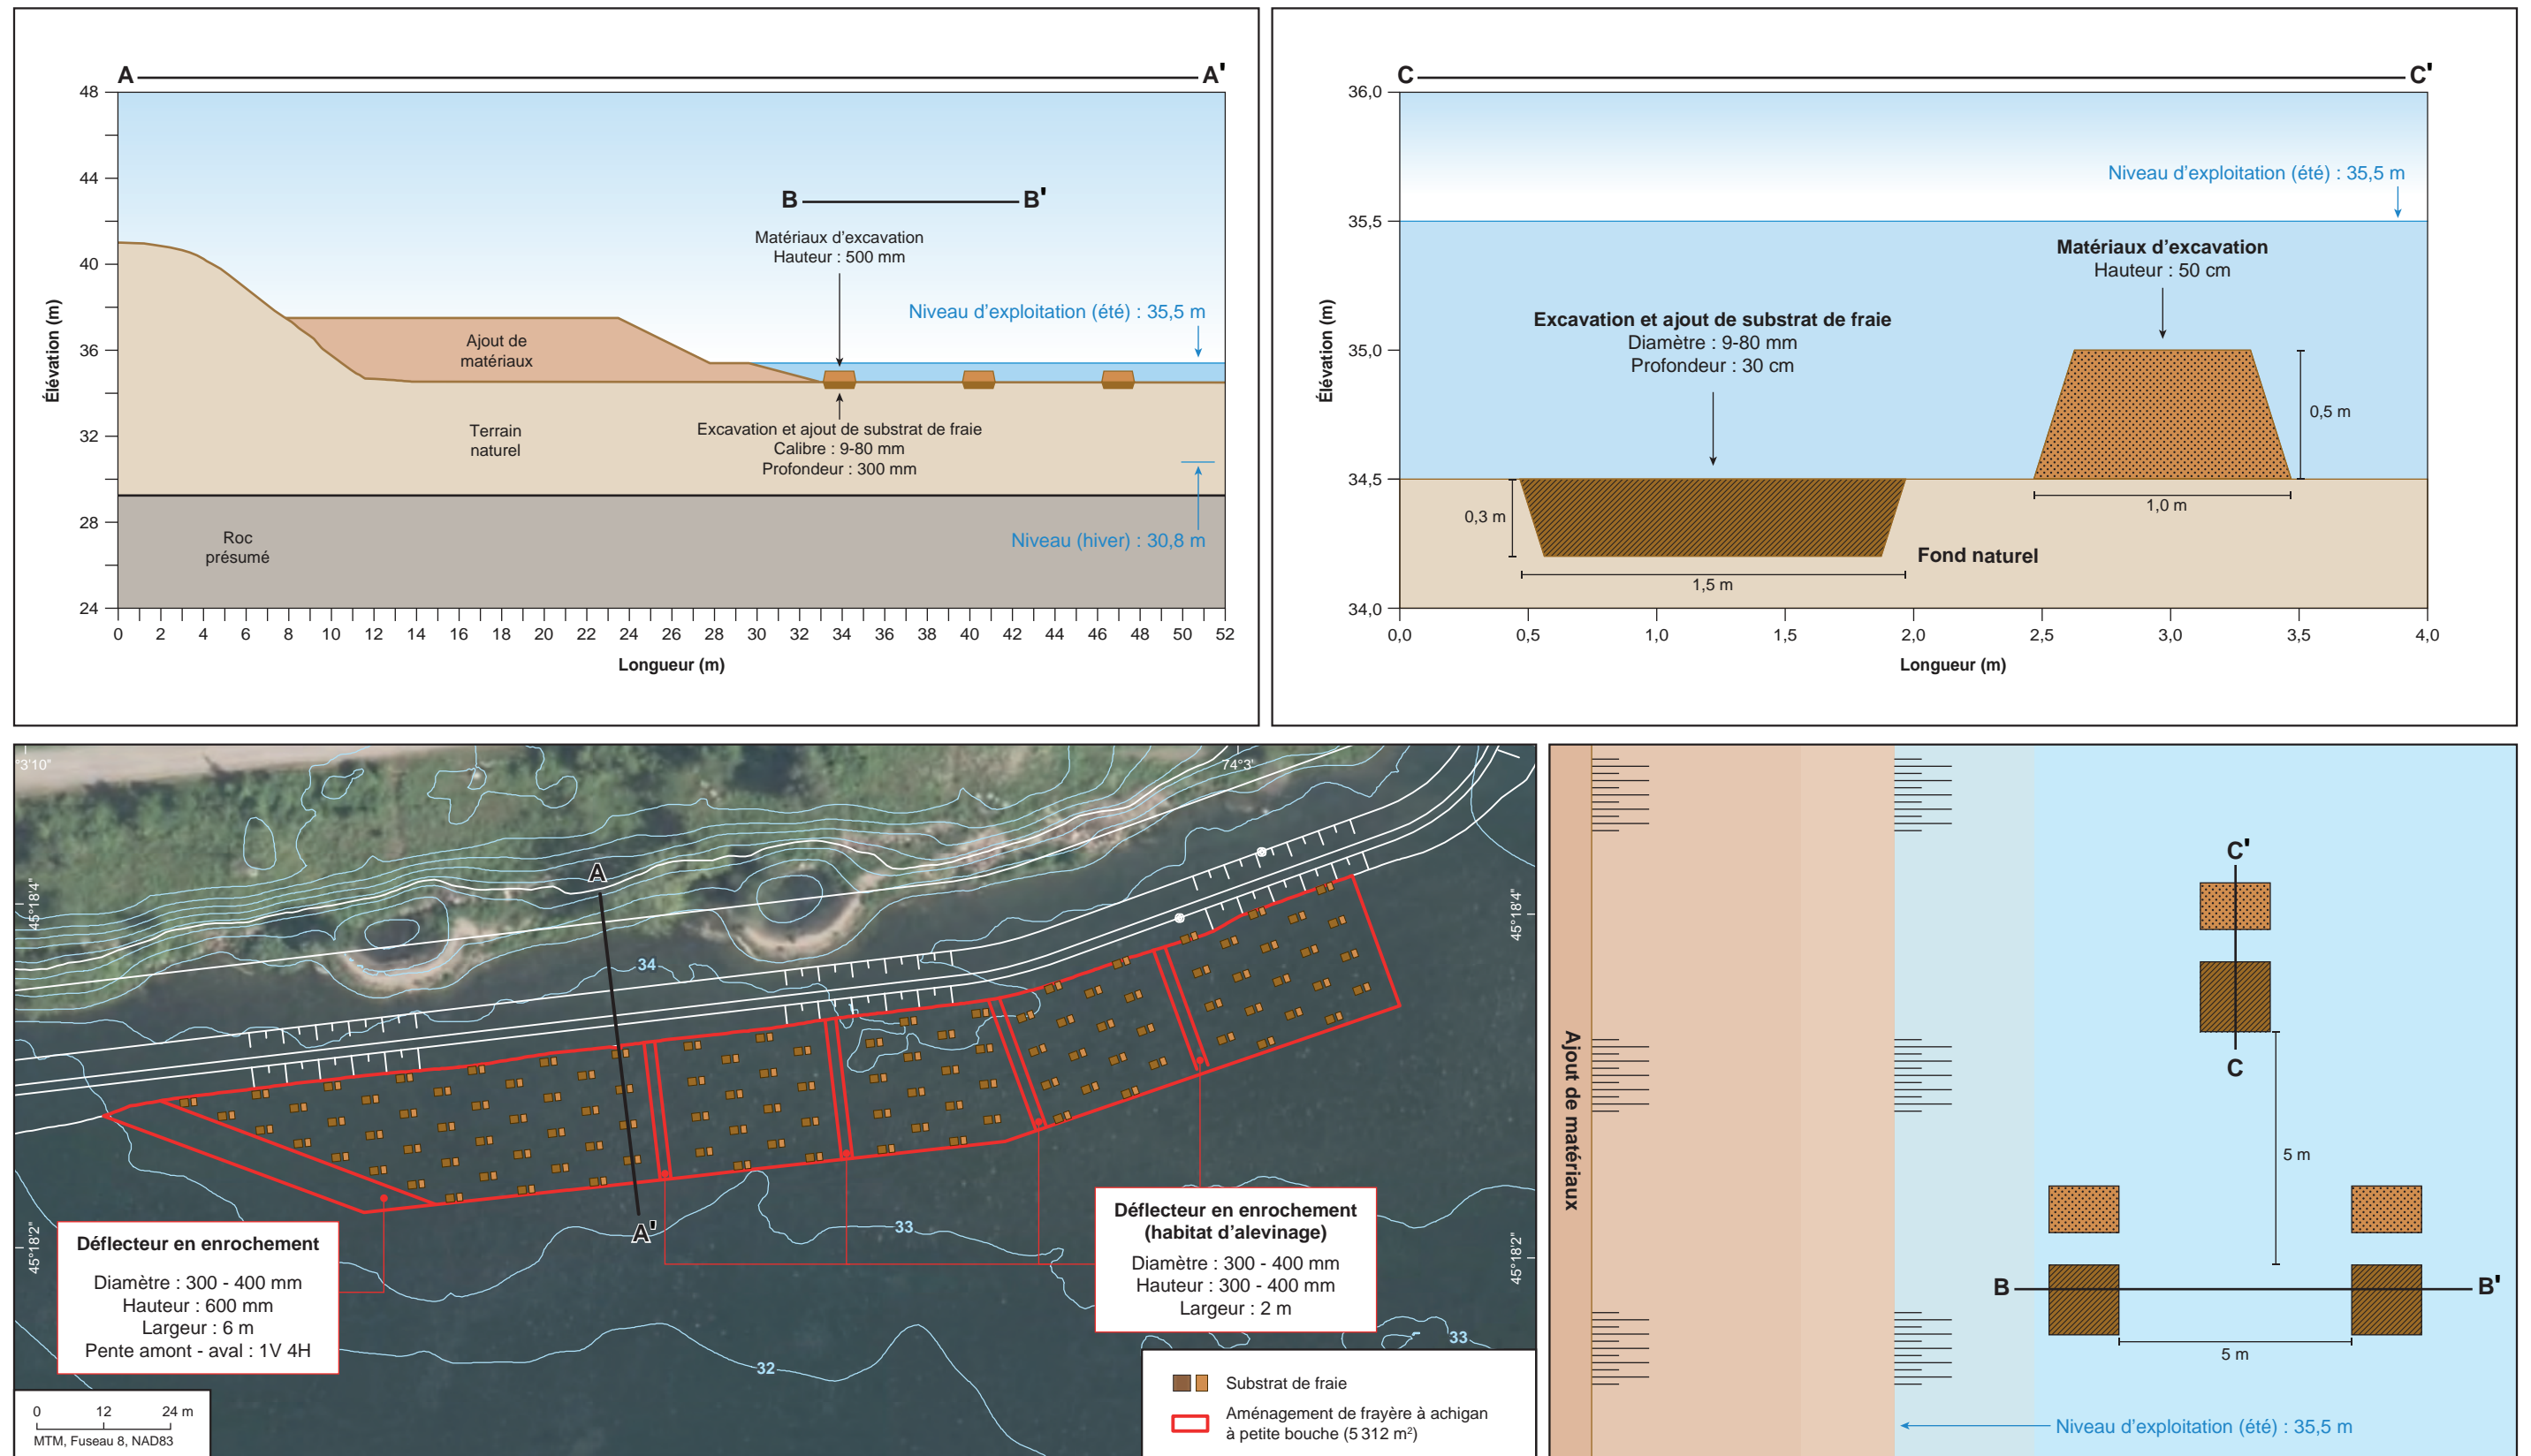 A
A'
48
44
40
36
32
28
24
Élévation (m)
B
B'
Matériaux d'excavation
Hauteur : 500 mm
Niveau d'exploitation (été) : 35,5 m
Ajout de
matériaux
Terrain
naturel
Excavation et ajout de substrat de fraie
Calibre : 9-80 mm
Profondeur : 300 mm
Niveau (hiver) : 30,8 m
Roc
présumé
0 2 4 6 8 10 12 14 16 18 20 22 24 26 28 30 32 34 36 38 40 42 44 46 48 50 52
Longueur (m)
C
C'
36,0
35,5
35,0
34,5
34,0
Élévation (m)
Niveau d'exploitation (été) : 35,5 m
Matériaux d'excavation
Hauteur : 50 cm
Excavation et ajout de substrat de fraie
Diamètre : 9-80 mm
Profondeur : 30 cm
0,5 m
1,0 m
0,3 m
1,5 m
Fond naturel
0,0 0,5 1,0 1,5 2,0 2,5 3,0 3,5 4,0
Longueur (m)
°3'10"
74°3'
45°18'4"
45°18'4"
45°18'2"
45°18'2"
A
A'
34
33
33
32
Déflecteur en enrochement
Diamètre : 300 - 400 mm
Hauteur : 600 mm
Largeur : 6 m
Pente amont - aval : 1V 4H
Déflecteur en enrochement
(habitat d'alevinage)
Diamètre : 300 - 400 mm
Hauteur : 300 - 400 mm
Largeur : 2 m
0 12 24 m
MTM, Fuseau 8, NAD83
Substrat de fraie
Aménagement de frayère à achigan
à petite bouche (5 312 m²)
Ajout de matériaux
C'
C
5 m
B
B'
5 m
Niveau d'exploitation (été) : 35,5 m